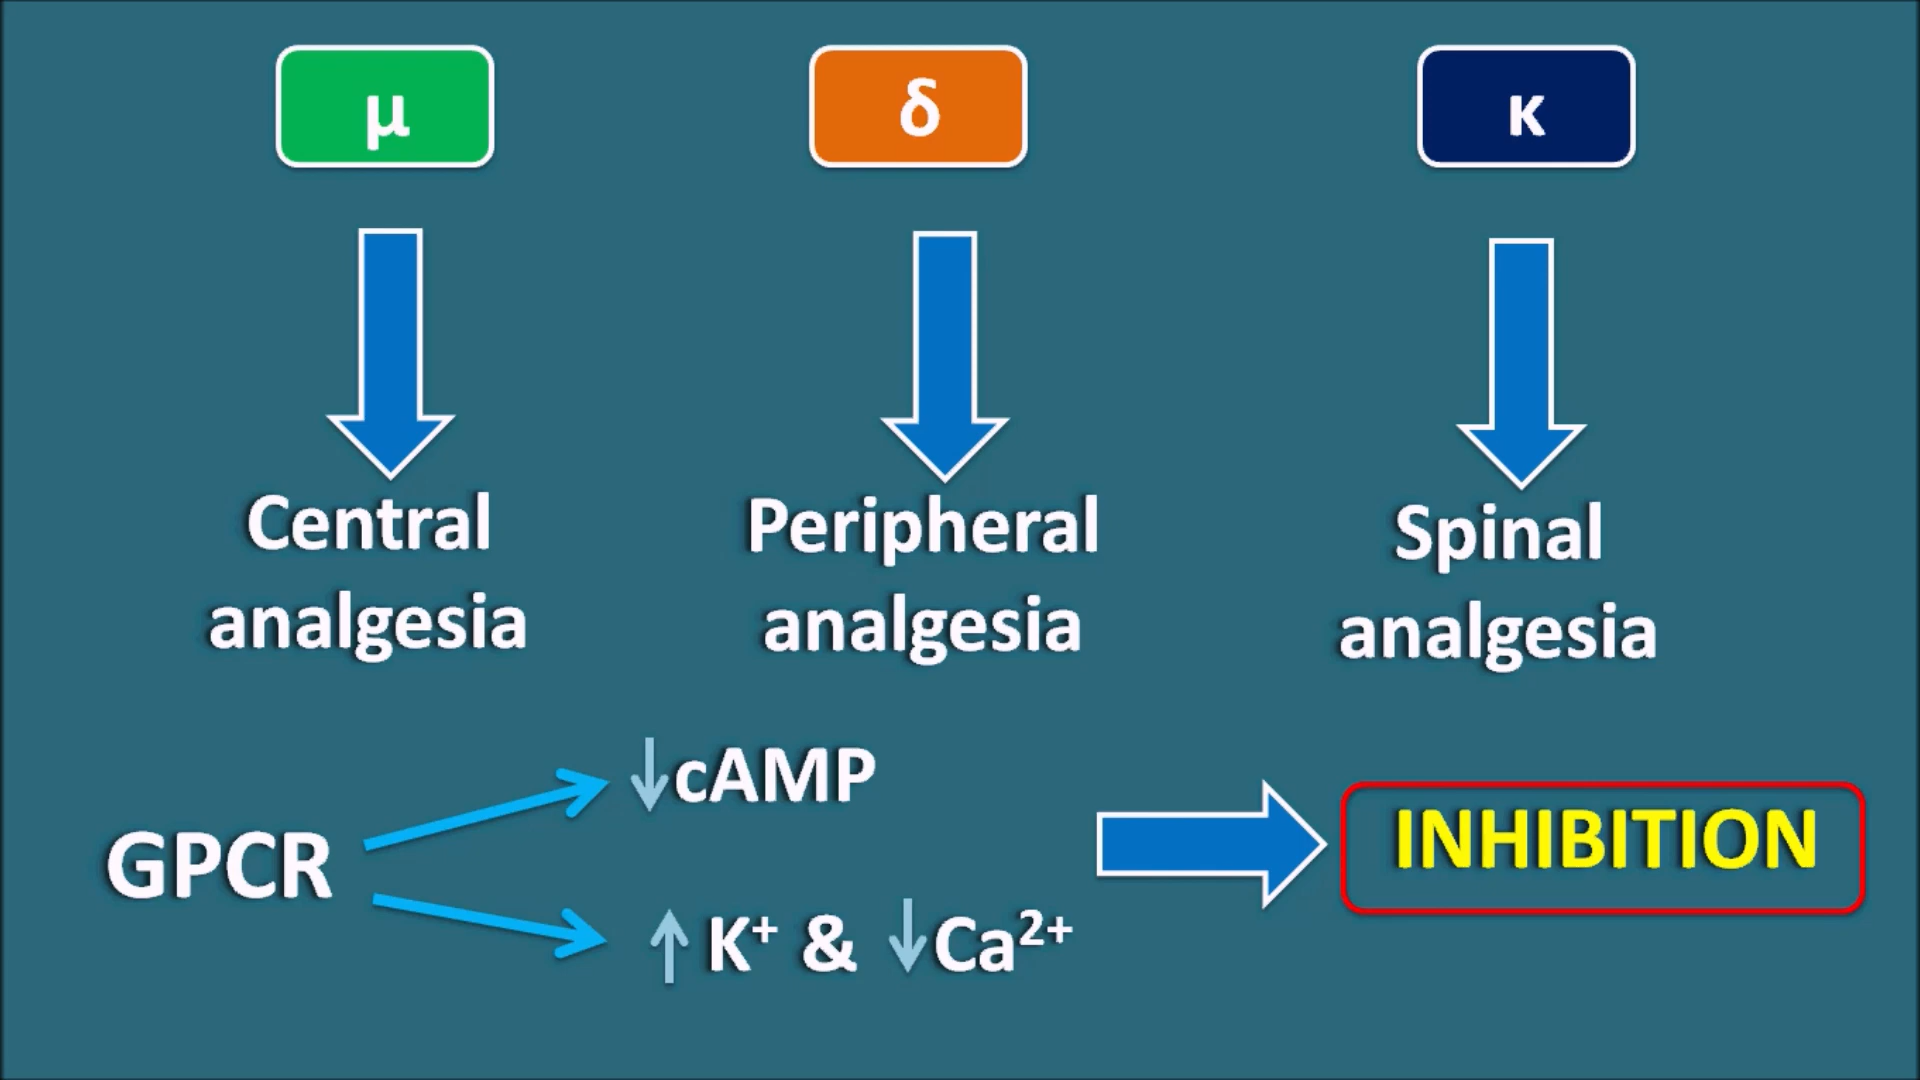 μ
δ
κ
Central
analgesia
Peripheral
analgesia
Spinal
analgesia
GPCR
↓cAMP
↑ K⁺ & ↓Ca²⁺
INHIBITION